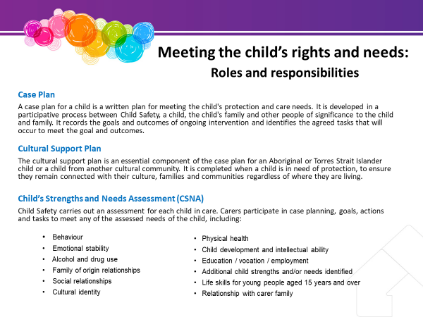 Meeting the child's rights and needs:
Roles and responsibilities
Case Plan
A case plan for a child is a written plan for meeting the child's protection and care needs. It is developed in a
participative process between Child Safety, a child, the child's family and other people of significance to the child
and family. It records the goals and outcomes of ongoing intervention and identifies the agreed tasks that will
occur to meet the goal and outcomes.
Cultural Support Plan
The cultural support plan is an essential component of the case plan for an Aboriginal or Torres Strait Islander
child or a child from another cultural community. It is completed when a child is in need of protection, to ensure
they remain connected with their culture, families and communities regardless of where they are living.
Child's Strengths and Needs Assessment (CSNA)
Child Safety carries out an assessment for each child in care. Carers participate in case planning, goals, actions
and tasks to meet any of the assessed needs of the child, including:
• Behaviour
• Emotional stability
• Alcohol and drug use
• Family of origin relationships
• Social relationships
• Cultural identity
• Physical health
• Child development and intellectual ability
• Education / vocation / employment
• Additional child strengths and/or needs identified
• Life skills for young people aged 15 years and over
• Relationship with carer family